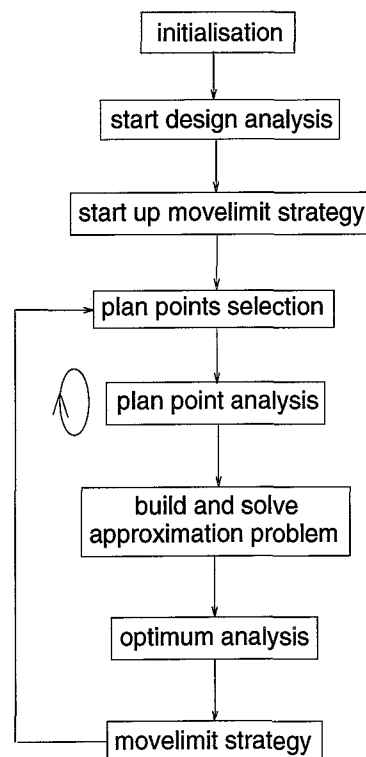 initialisation
start design analysis
start up movelimit strategy
plan points selection
plan point analysis
build and solve
approximation problem
optimum analysis
movelimit strategy